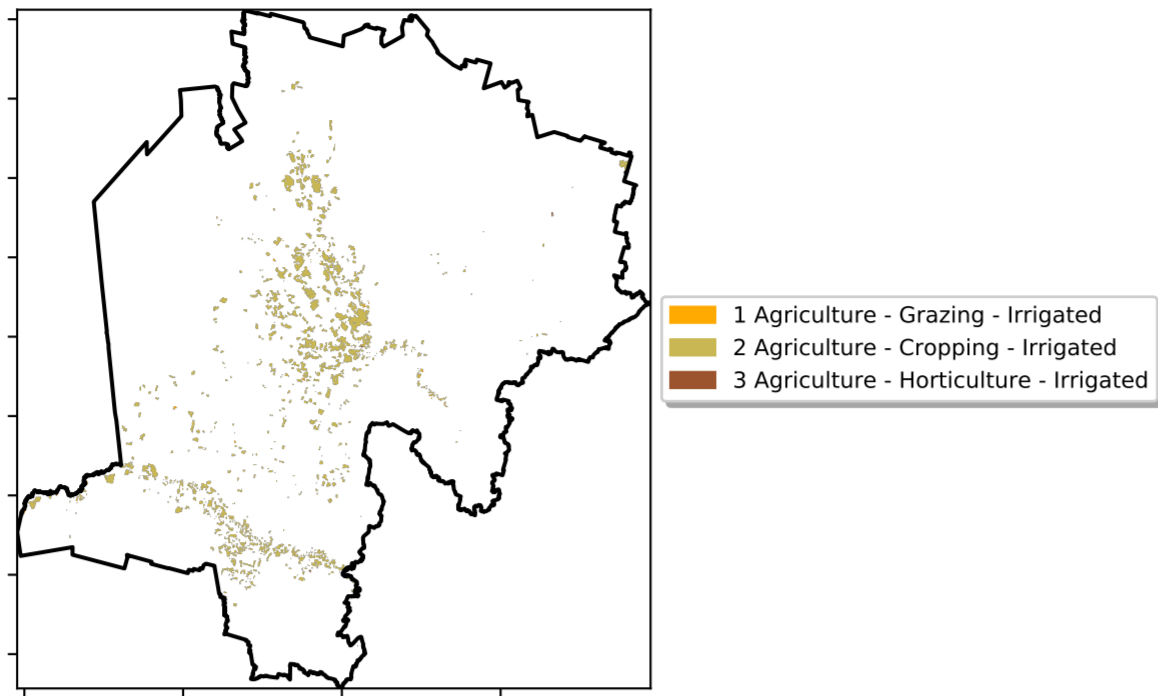 1 Agriculture - Grazing - Irrigated
2 Agriculture - Cropping - Irrigated
3 Agriculture - Horticulture - Irrigated